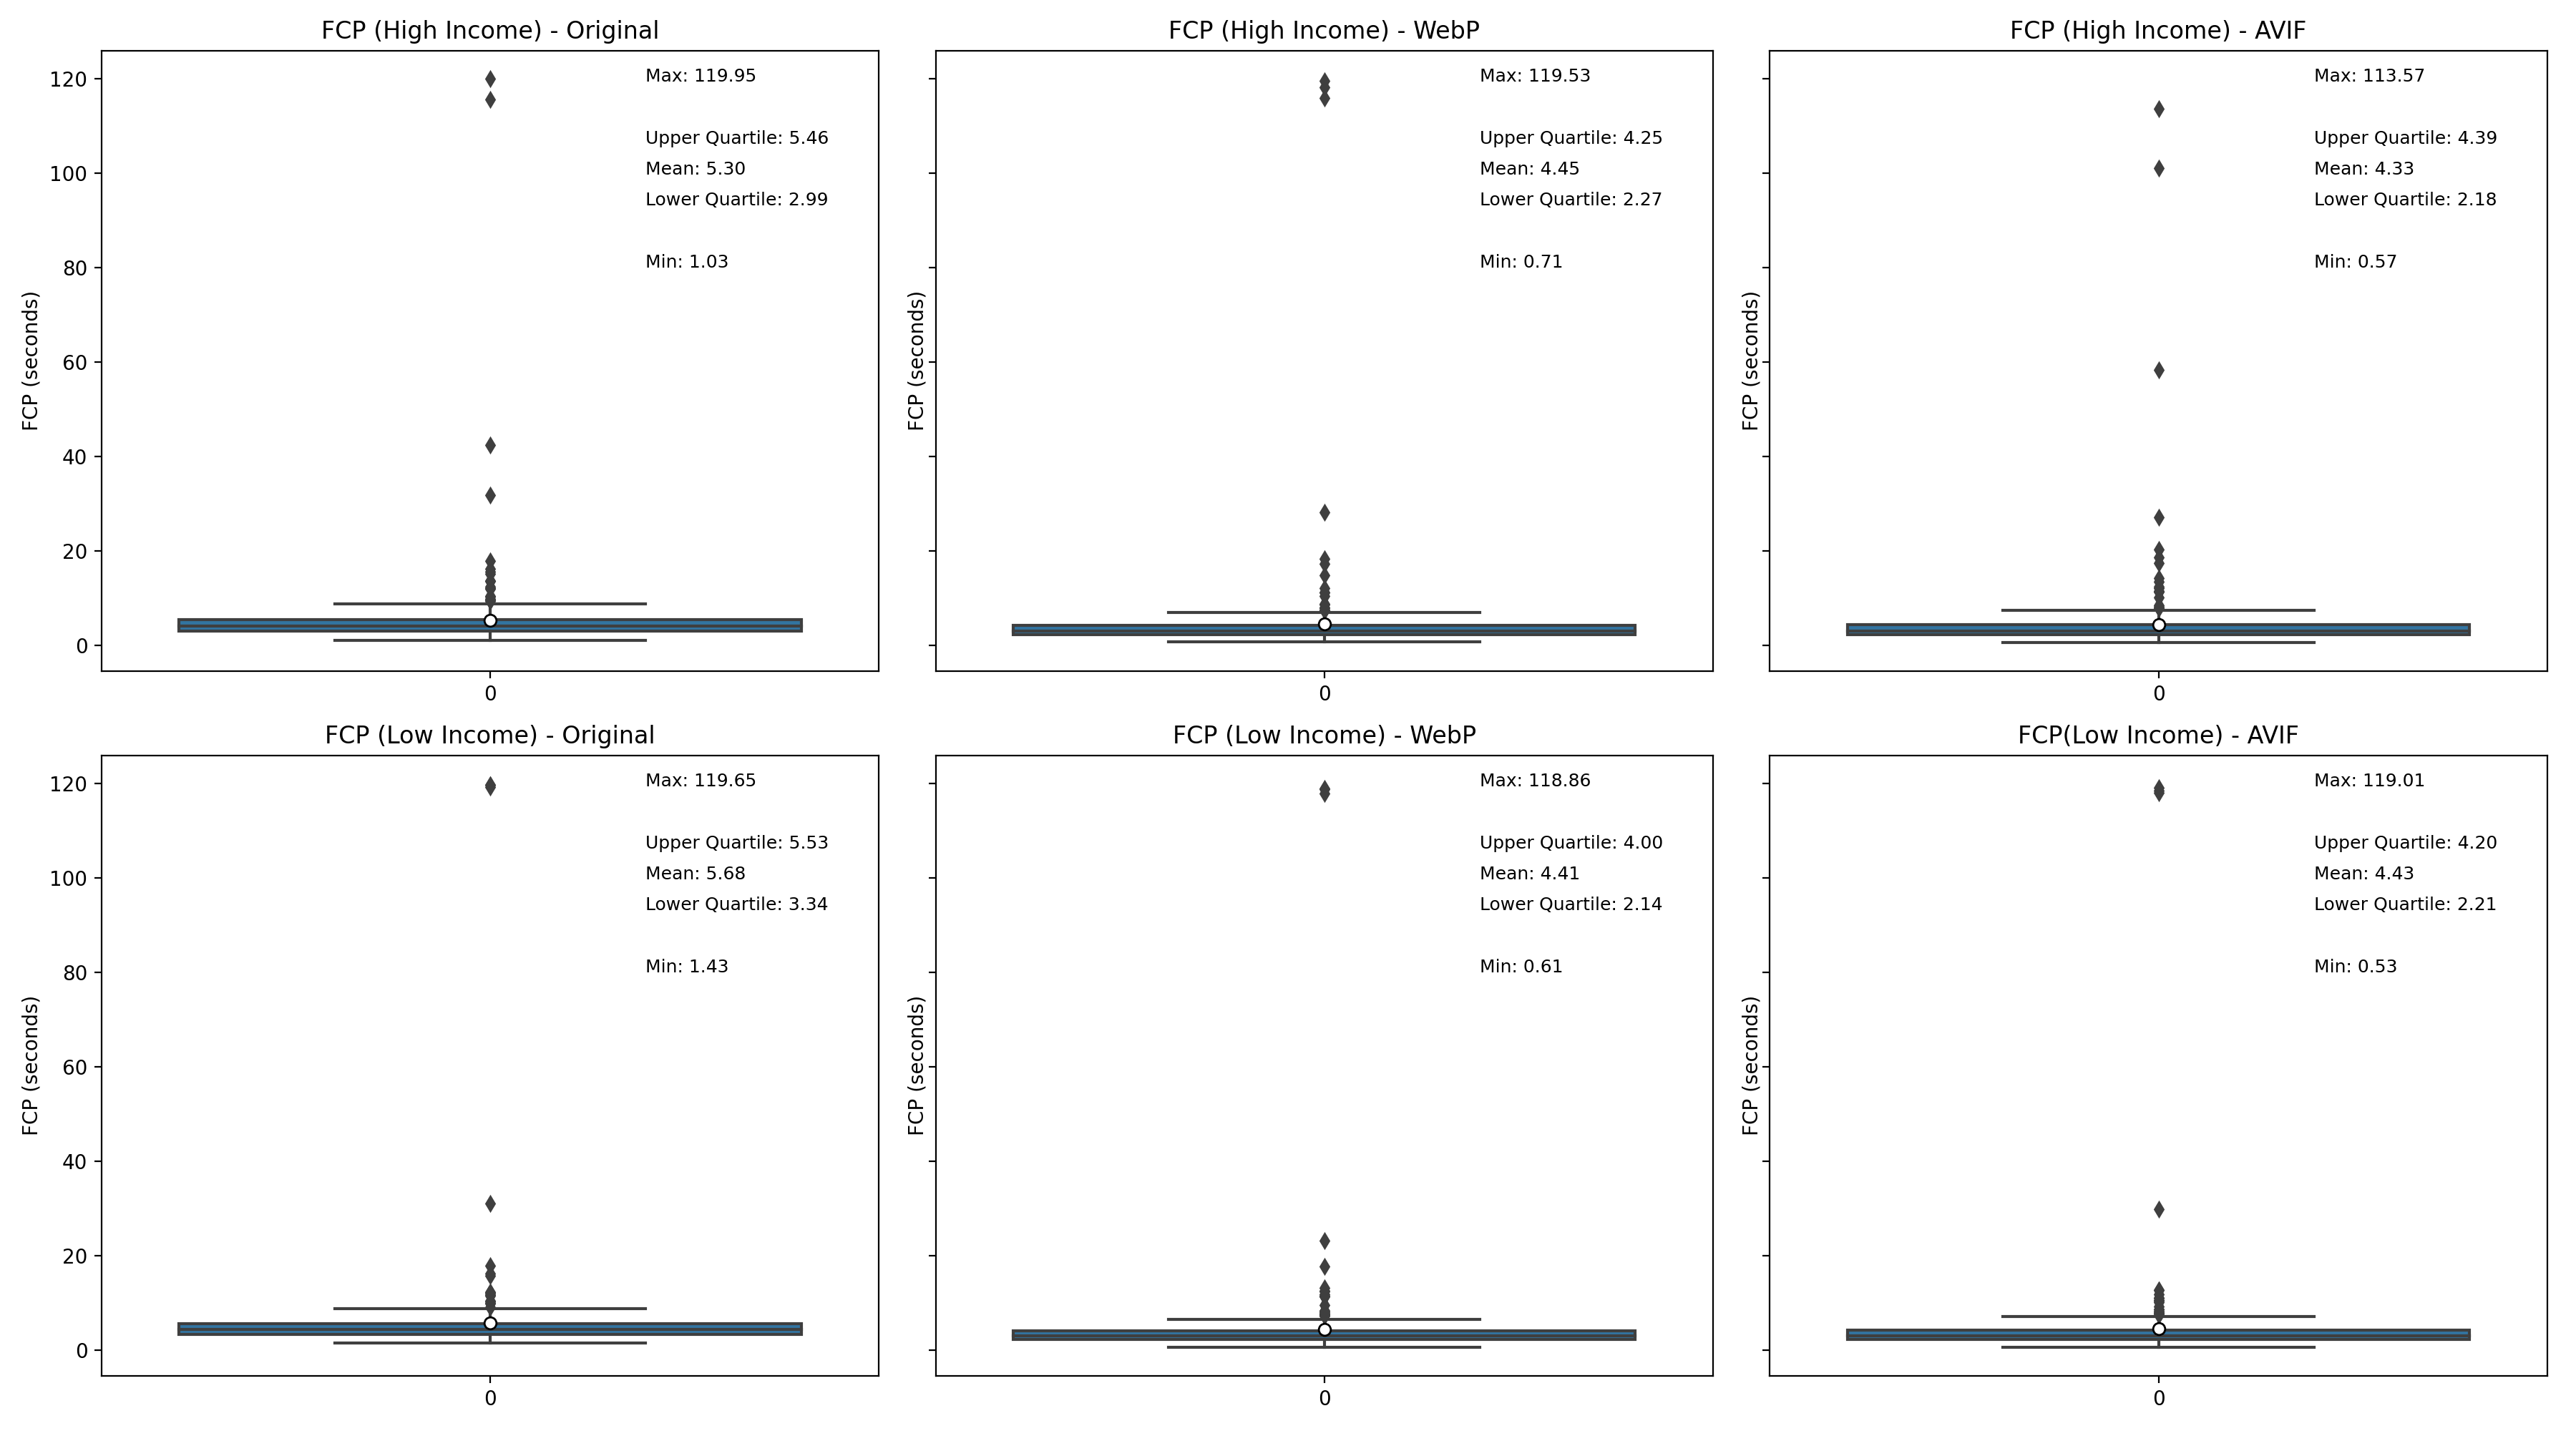 FCP (High Income) - Original
Max: 119.95
Upper Quartile: 5.46
Mean: 5.30
Lower Quartile: 2.99
Min: 1.03
FCP (seconds)
120
100
80
60
40
20
0
0
FCP (High Income) - WebP
Max: 119.53
Upper Quartile: 4.25
Mean: 4.45
Lower Quartile: 2.27
Min: 0.71
FCP (seconds)
0
FCP (High Income) - AVIF
Max: 113.57
Upper Quartile: 4.39
Mean: 4.33
Lower Quartile: 2.18
Min: 0.57
FCP (seconds)
0
FCP (Low Income) - Original
Max: 119.65
Upper Quartile: 5.53
Mean: 5.68
Lower Quartile: 3.34
Min: 1.43
FCP (seconds)
120
100
80
60
40
20
0
0
FCP (Low Income) - WebP
Max: 118.86
Upper Quartile: 4.00
Mean: 4.41
Lower Quartile: 2.14
Min: 0.61
FCP (seconds)
0
FCP(Low Income) - AVIF
Max: 119.01
Upper Quartile: 4.20
Mean: 4.43
Lower Quartile: 2.21
Min: 0.53
FCP (seconds)
0